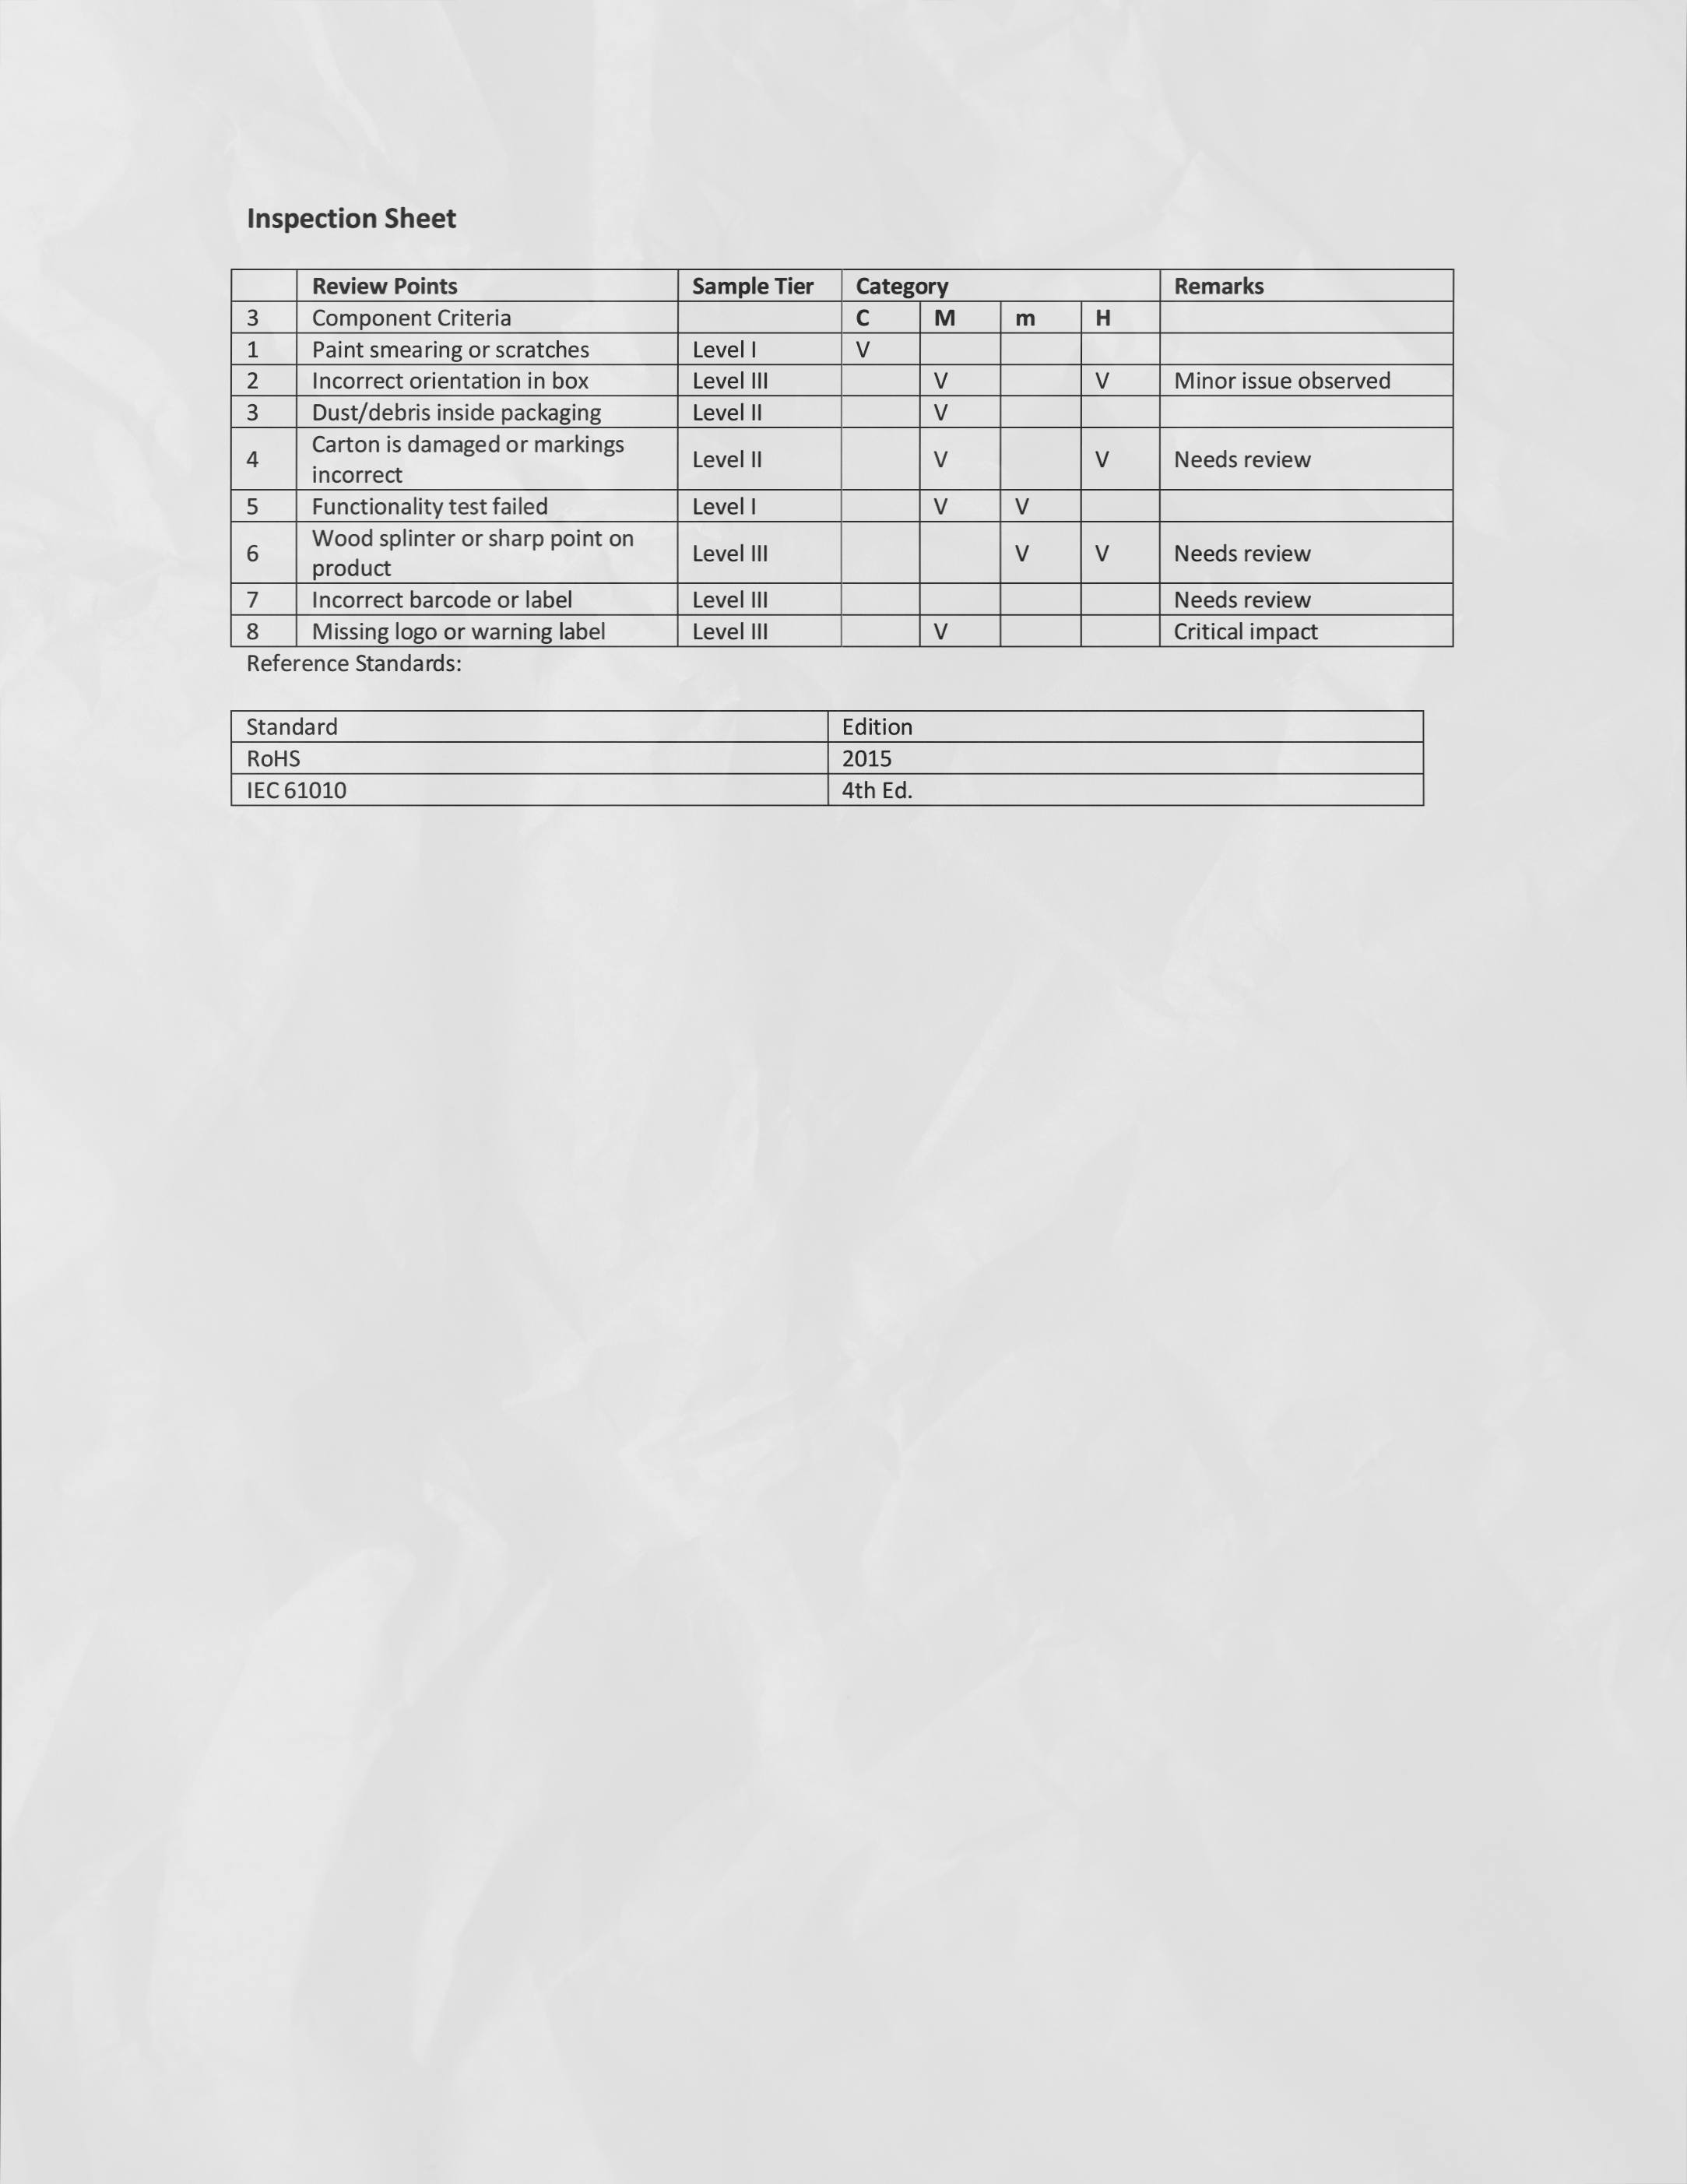 Inspection Sheet
Review Points Sample Tier Category Remarks
3 Component Criteria C M m H
1 Paint smearing or scratches Level I V
2 Incorrect orientation in box Level III V V Minor issue observed
3 Dust/debris inside packaging Level II V
4 Carton is damaged or markings incorrect Level II V V Needs review
5 Functionality test failed Level I V V
6 Wood splinter or sharp point on product Level III V V Needs review
7 Incorrect barcode or label Level III Needs review
8 Missing logo or warning label Level III V Critical impact
Reference Standards:
Standard Edition
RoHS 2015
IEC 61010 4th Ed.